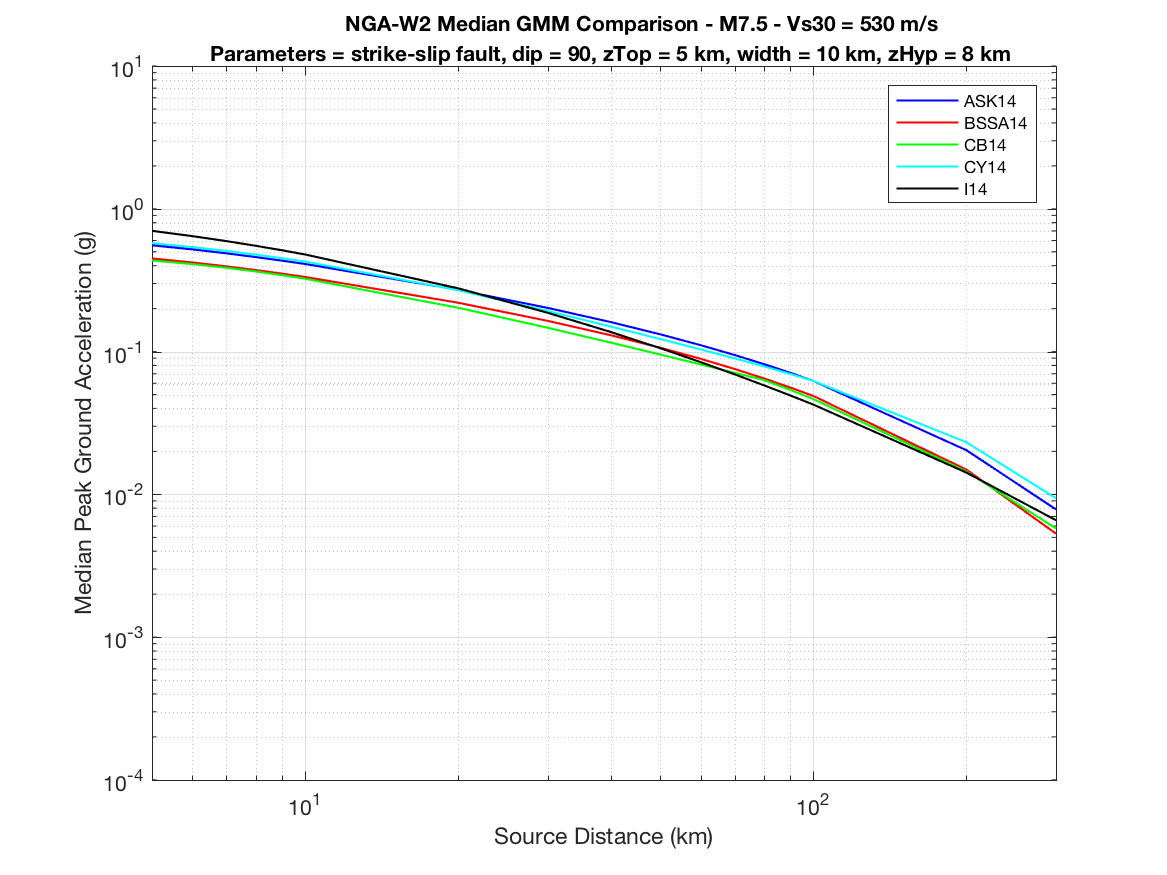 NGA-W2 Median GMM Comparison - M7.5 - Vs30 = 530 m/s
Parameters = strike-slip fault, dip = 90, zTop = 5 km, width = 10 km, zHyp = 8 km
ASK14
BSSA14
CB14
CY14
I14
10^1
10^0
10^-1
10^-2
10^-3
10^-4
Median Peak Ground Acceleration (g)
10^1
10^2
Source Distance (km)